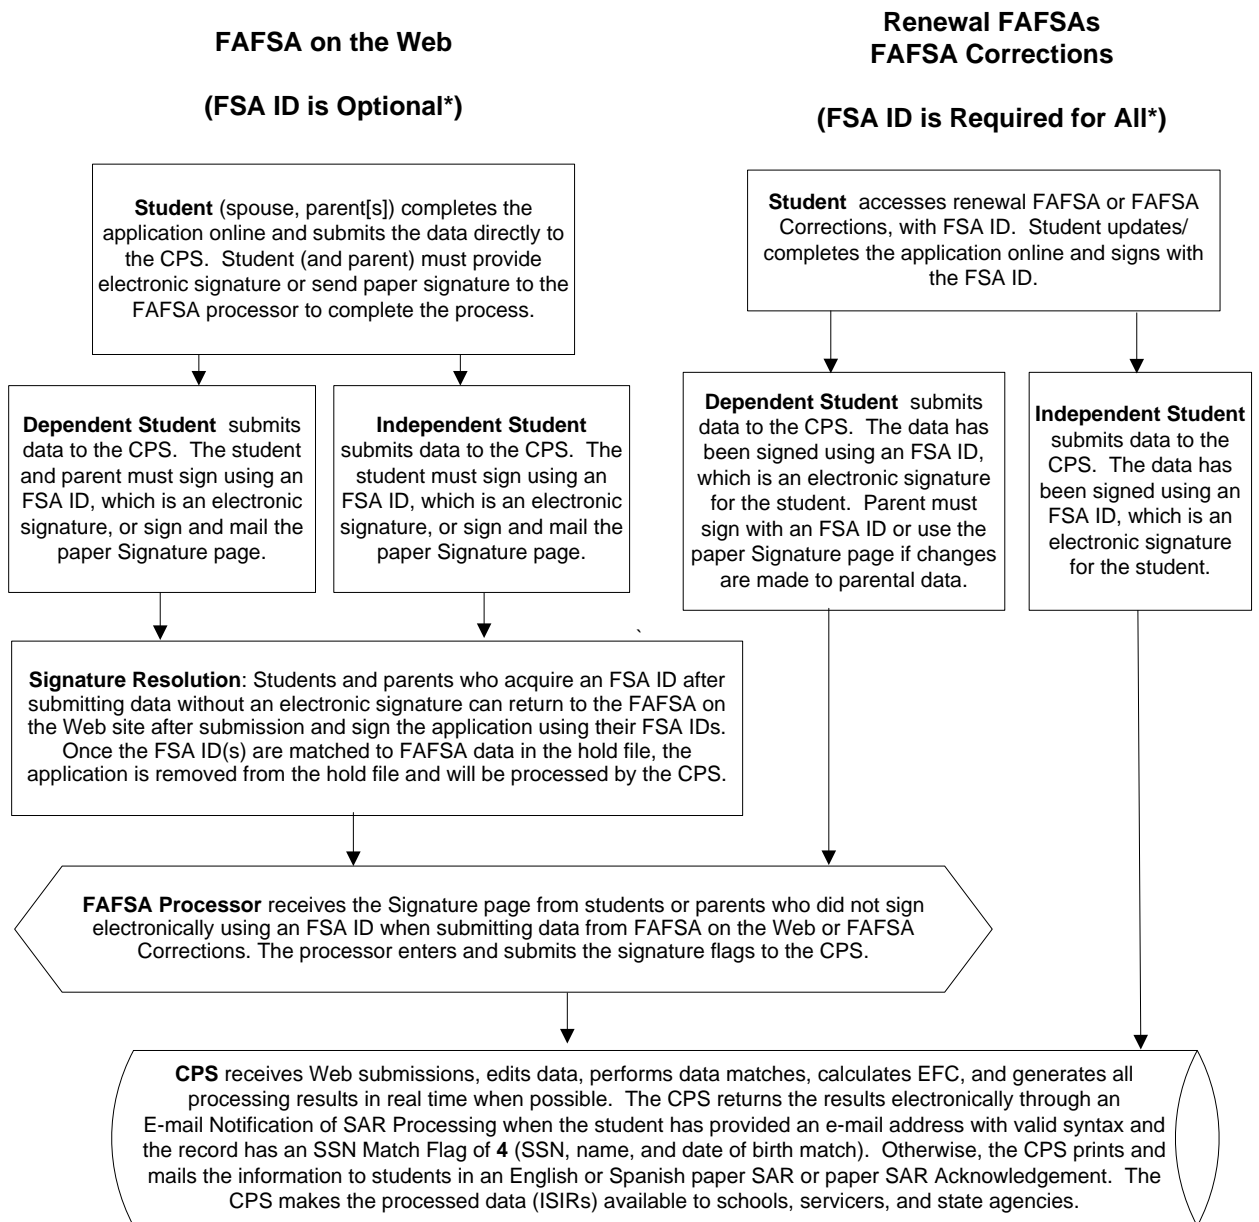 FAFSA on the Web
(FSA ID is Optional*)
Renewal FAFSAs
FAFSA Corrections
(FSA ID is Required for All*)
Student (spouse, parent[s]) completes the
application online and submits the data directly to
the CPS. Student (and parent) must provide
electronic signature or send paper signature to the
FAFSA processor to complete the process.
Student accesses renewal FAFSA or FAFSA
Corrections, with FSA ID. Student updates/
completes the application online and signs with
the FSA ID.
Dependent Student submits
data to the CPS. The student
and parent must sign using an
FSA ID, which is an electronic
signature, or sign and mail the
paper Signature page.
Independent Student
submits data to the CPS. The
student must sign using an
FSA ID, which is an electronic
signature, or sign and mail the
paper Signature page.
Dependent Student submits
data to the CPS. The data has
been signed using an FSA ID,
which is an electronic signature
for the student. Parent must
sign with an FSA ID or use the
paper Signature page if changes
are made to parental data.
Independent Student
submits data to the
CPS. The data has
been signed using an
FSA ID, which is an
electronic signature
for the student.
`
Signature Resolution: Students and parents who acquire an FSA ID after
submitting data without an electronic signature can return to the FAFSA on
the Web site after submission and sign the application using their FSA IDs.
Once the FSA ID(s) are matched to FAFSA data in the hold file, the
application is removed from the hold file and will be processed by the CPS.
FAFSA Processor receives the Signature page from students or parents who did not sign
electronically using an FSA ID when submitting data from FAFSA on the Web or FAFSA
Corrections. The processor enters and submits the signature flags to the CPS.
CPS receives Web submissions, edits data, performs data matches, calculates EFC, and generates all
processing results in real time when possible. The CPS returns the results electronically through an
E-mail Notification of SAR Processing when the student has provided an e-mail address with valid syntax and
the record has an SSN Match Flag of 4 (SSN, name, and date of birth match). Otherwise, the CPS prints and
mails the information to students in an English or Spanish paper SAR or paper SAR Acknowledgement. The
CPS makes the processed data (ISIRs) available to schools, servicers, and state agencies.